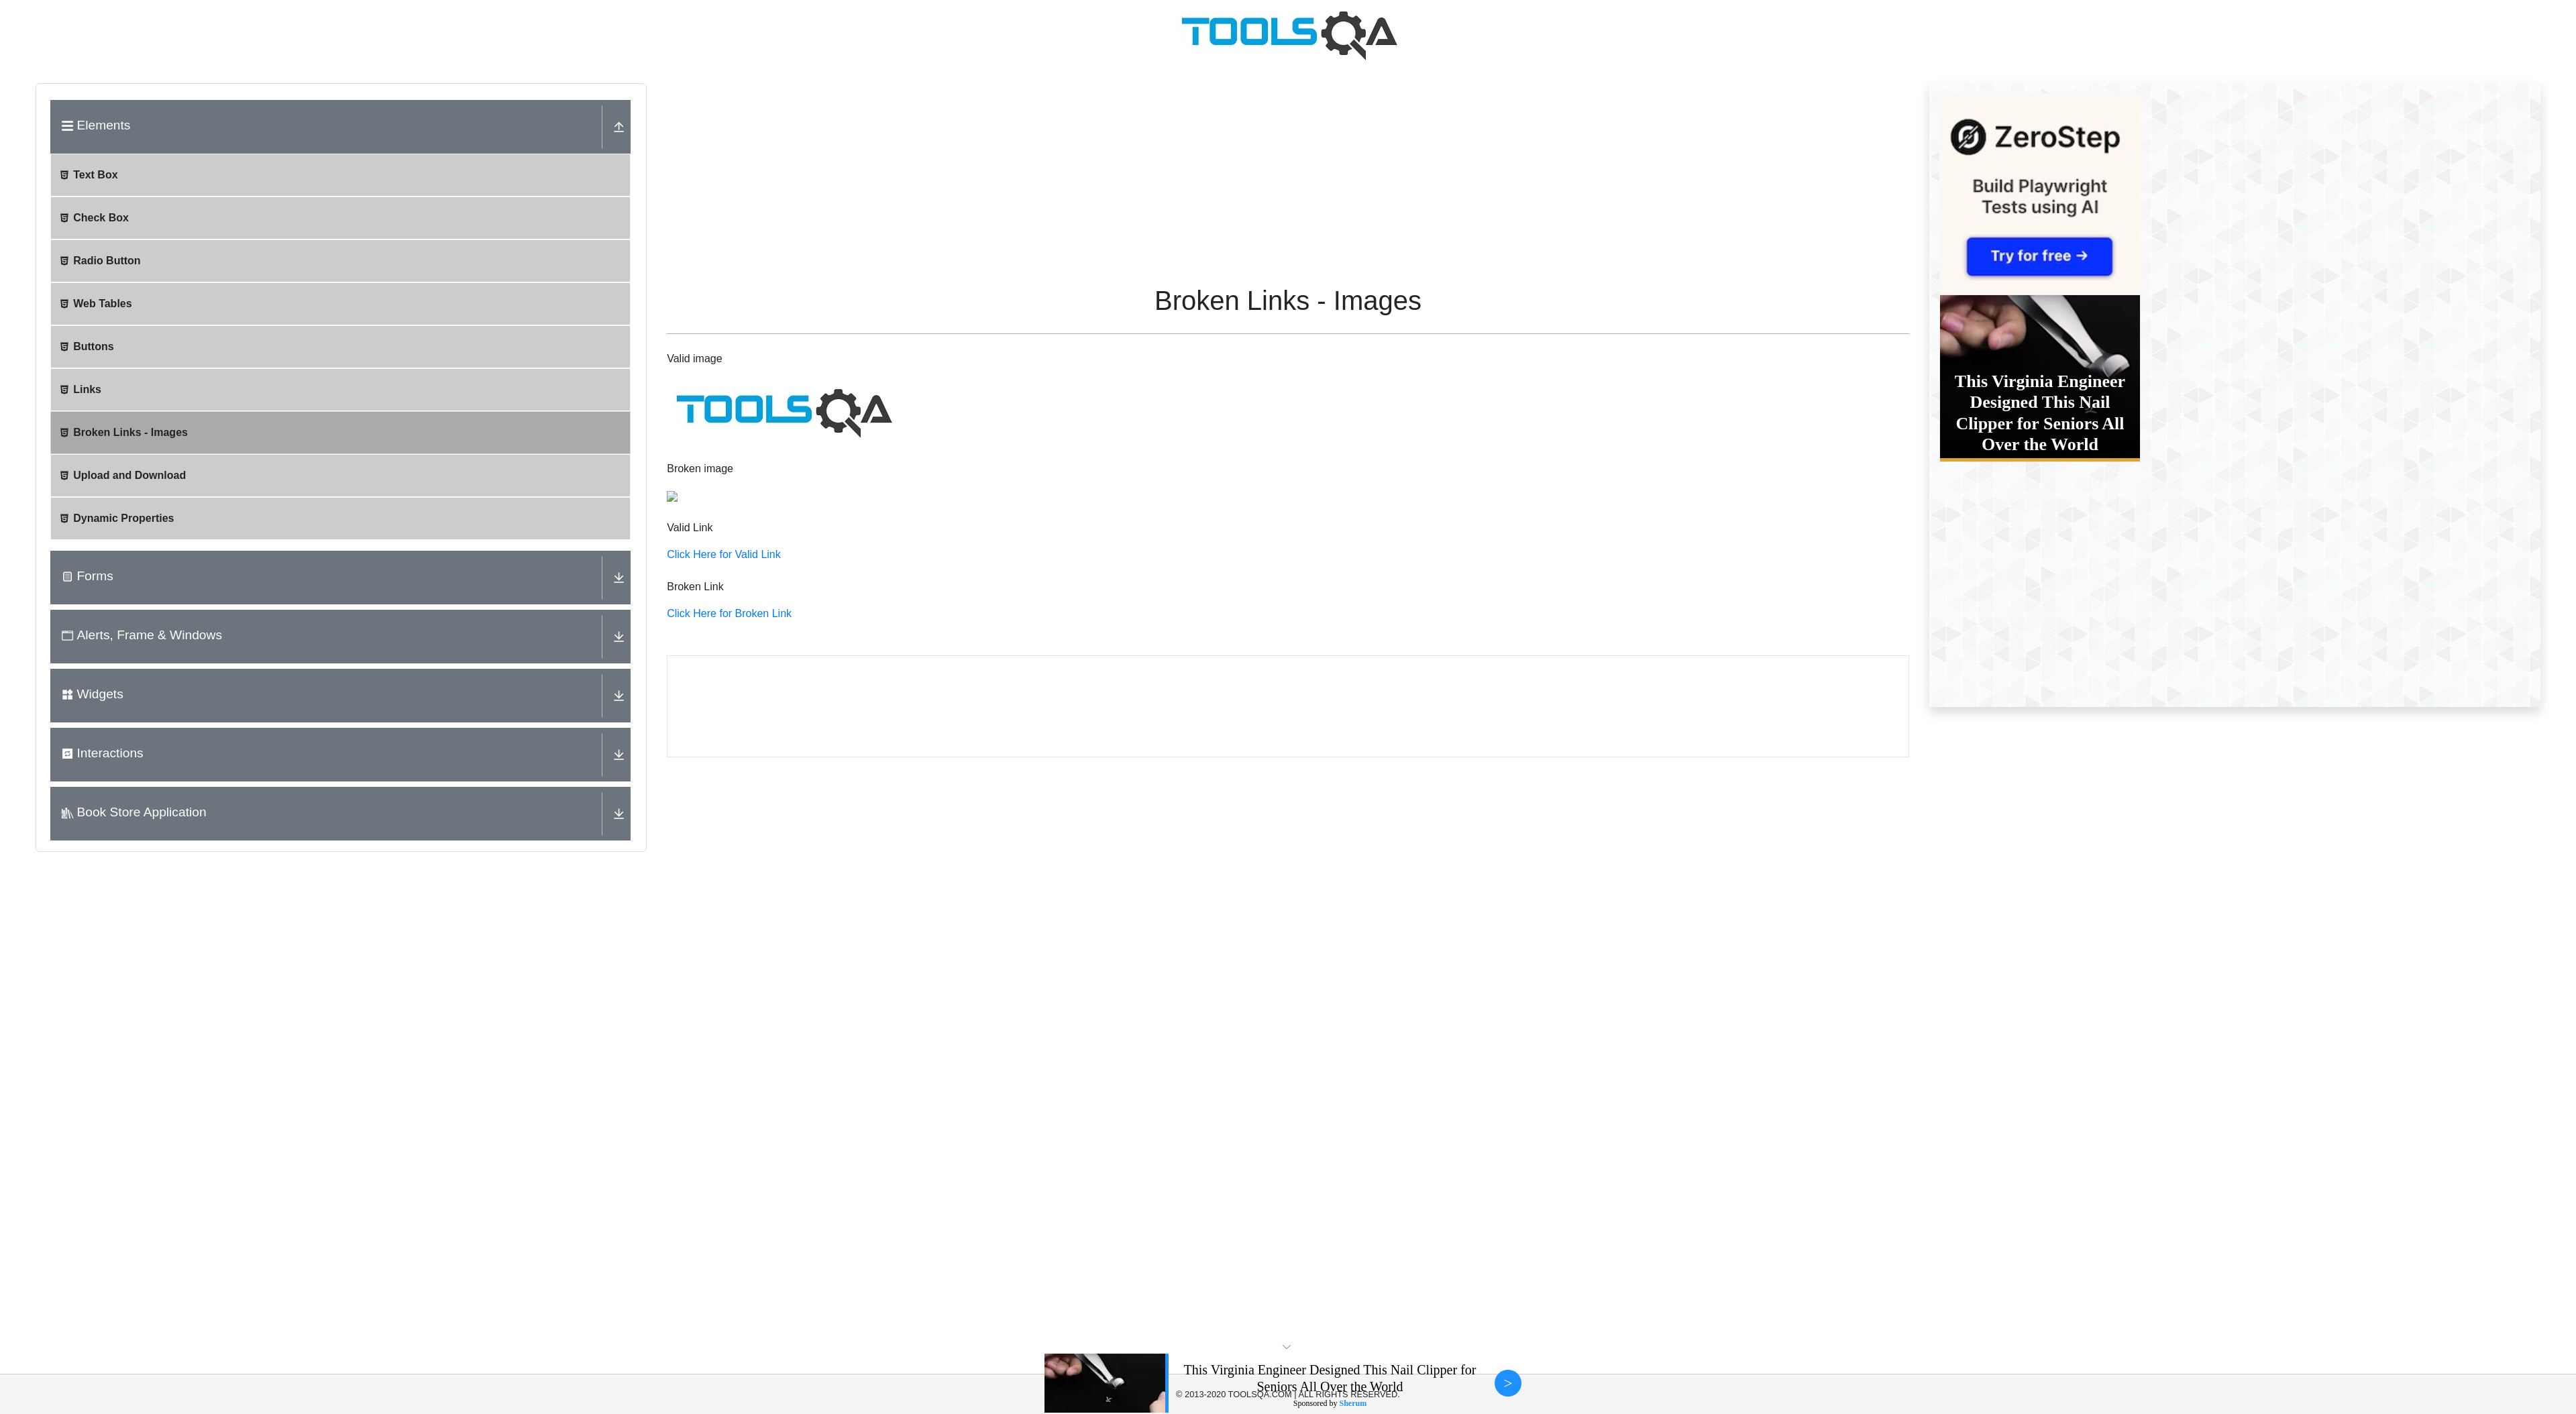 TOOLSQA
Elements
Text Box
Check Box
Radio Button
Web Tables
Buttons
Links
Broken Links - Images
Upload and Download
Dynamic Properties
Forms
Alerts, Frame & Windows
Widgets
Interactions
Book Store Application
Broken Links - Images
Valid image
TOOLSQA
Broken image
Valid Link
Click Here for Valid Link
Broken Link
Click Here for Broken Link
ZeroStep
Build Playwright
Tests using AI
Try for free →
This Virginia Engineer
Designed This Nail
Clipper for Seniors All
Over the World
This Virginia Engineer Designed This Nail Clipper for
Seniors All Over the World
>
© 2013-2020 TOOLSQA.COM | ALL RIGHTS RESERVED.
Sponsored by Sherum